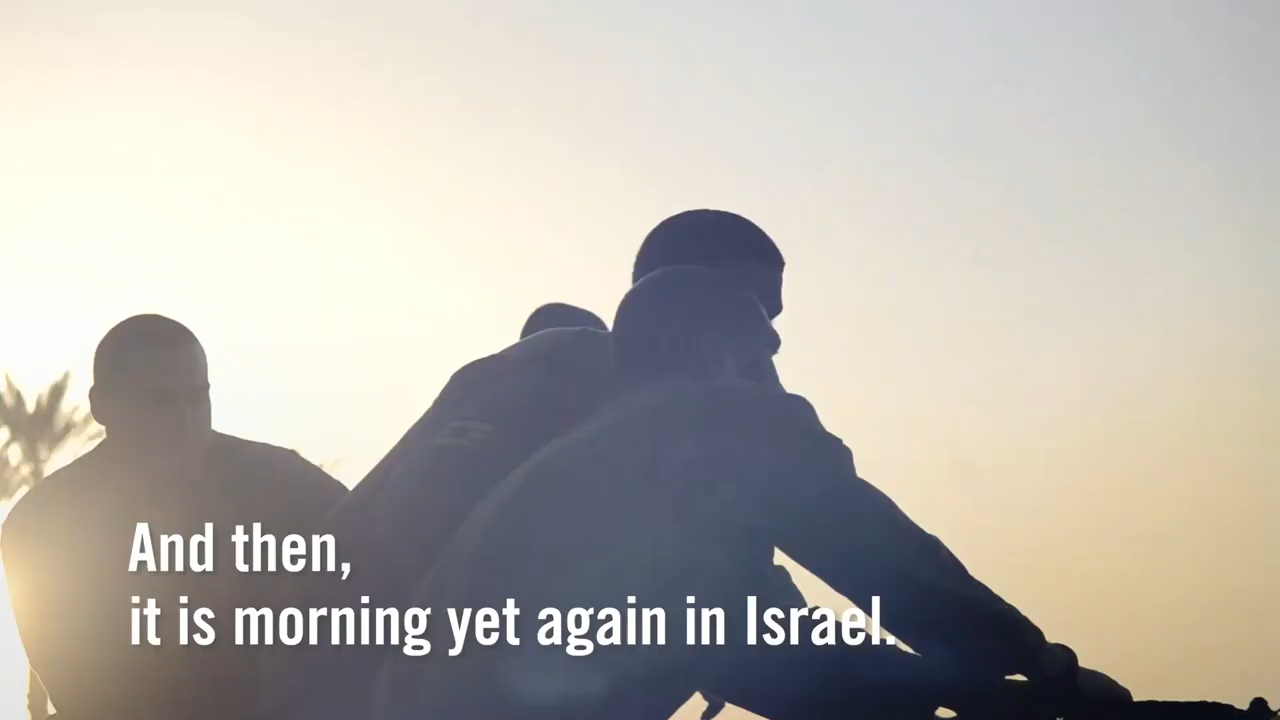 And then,
it is morning yet again in Israel.